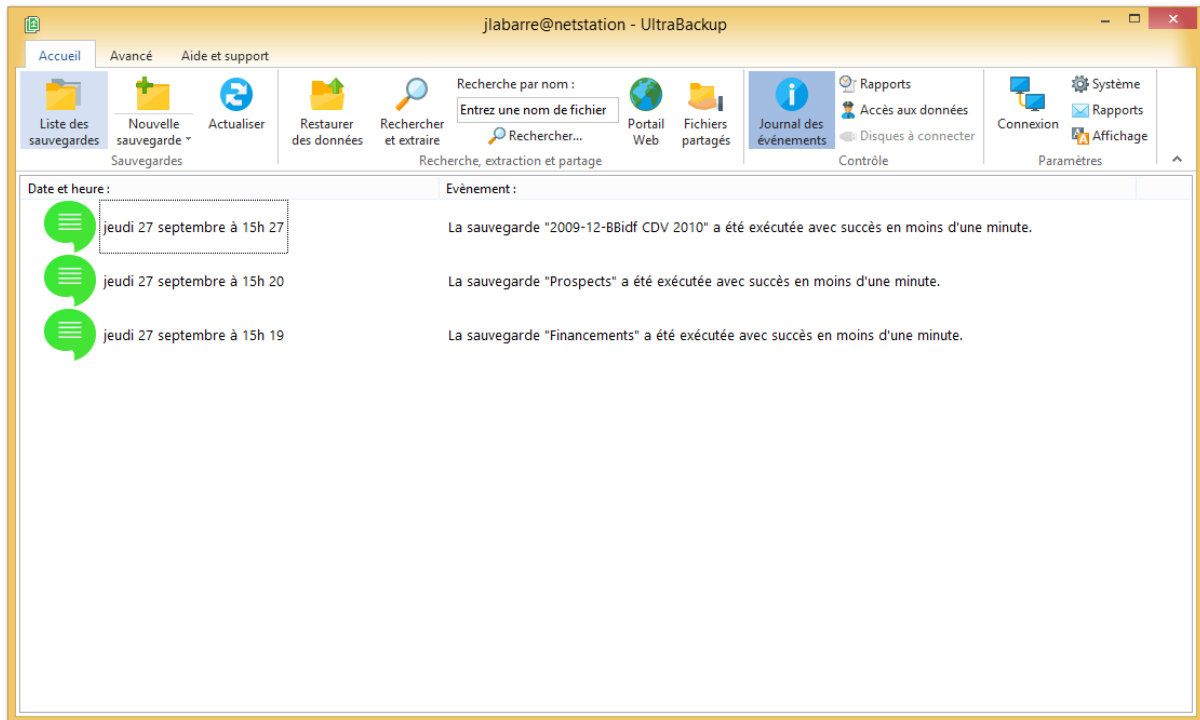 jlabarre@netstation - UltraBackup
Accueil Avancé Aide et support
Liste des sauvegardes
Nouvelle sauvegarde
Actualiser
Sauvegardes
Restaurer des données
Rechercher et extraire
Recherche par nom :
Entrez une nom de fichier
Rechercher...
Portail Web
Fichiers partagés
Recherche, extraction et partage
Journal des événements
Rapports
Accès aux données
Disques à connecter
Contrôle
Connexion
Système
Rapports
Affichage
Paramètres
Date et heure : Evènement :
jeudi 27 septembre à 15h 27 La sauvegarde "2009-12-BBidf CDV 2010" a été exécutée avec succès en moins d'une minute.
jeudi 27 septembre à 15h 20 La sauvegarde "Prospects" a été exécutée avec succès en moins d'une minute.
jeudi 27 septembre à 15h 19 La sauvegarde "Financements" a été exécutée avec succès en moins d'une minute.